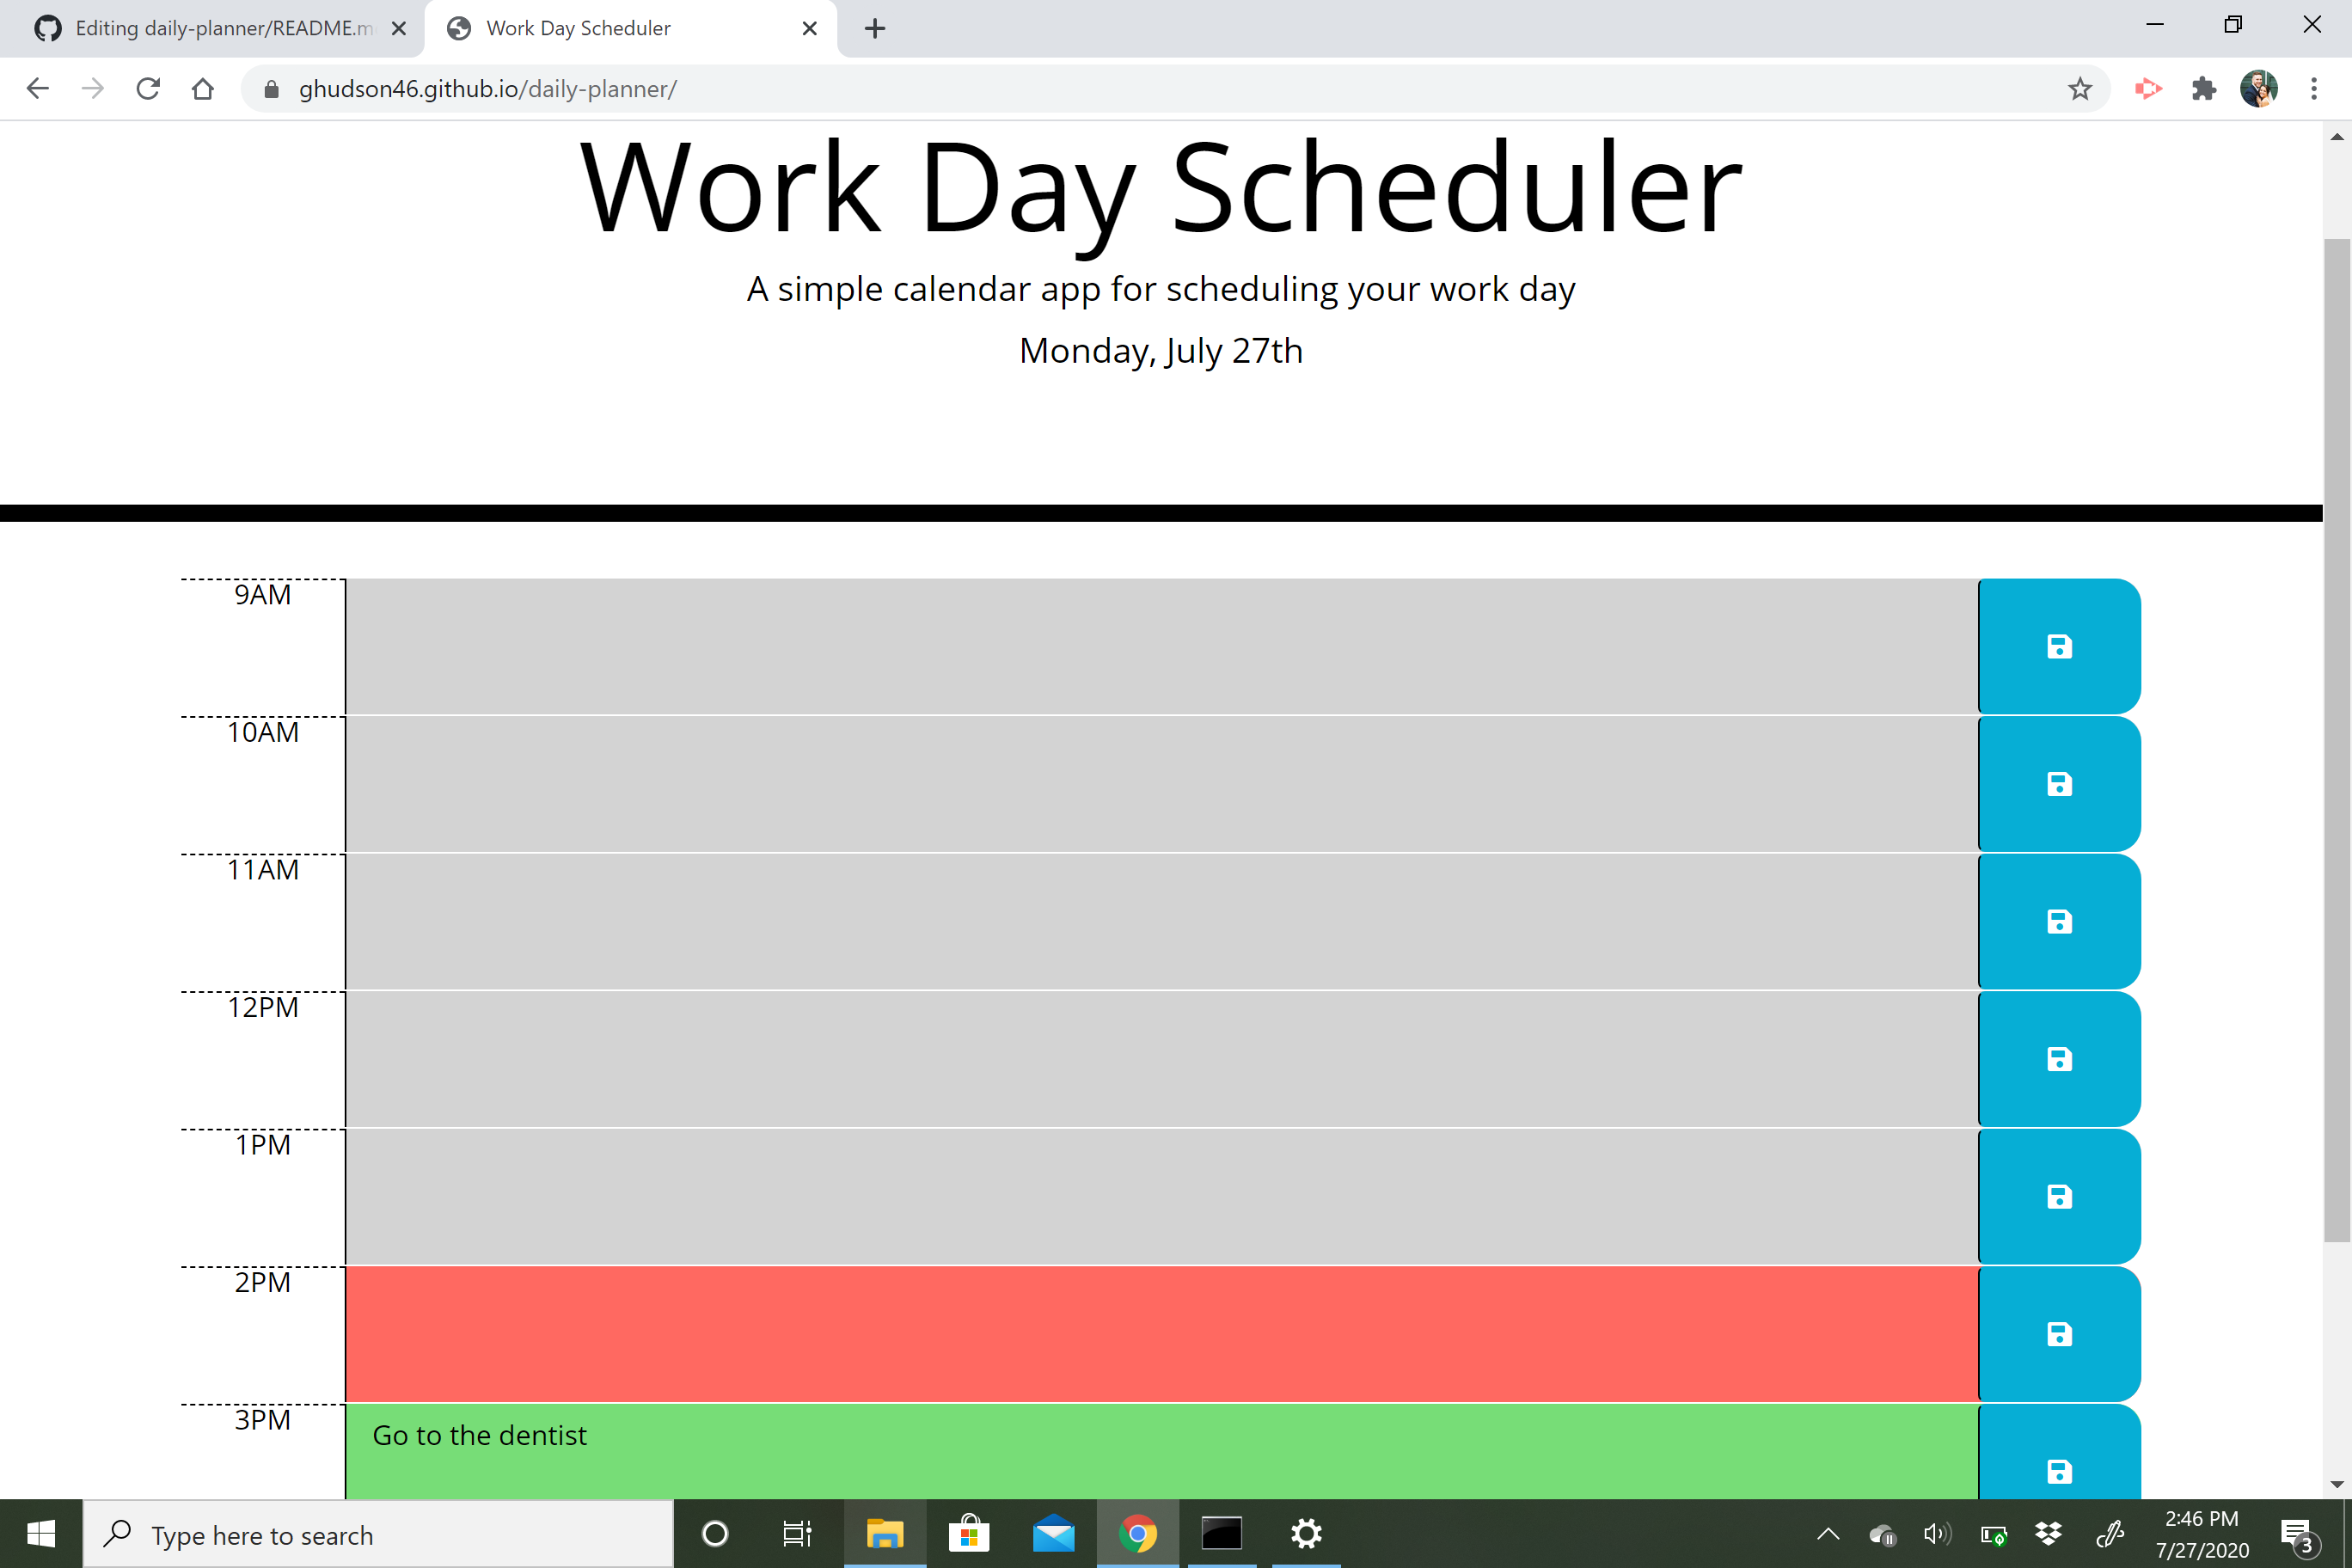 Editing daily-planner/README.m
Work Day Scheduler
ghudson46.github.io/daily-planner/
Work Day Scheduler
A simple calendar app for scheduling your work day
Monday, July 27th
9AM
10AM
11AM
12PM
1PM
2PM
3PM
Go to the dentist
Type here to search
2:46 PM
7/27/2020
3